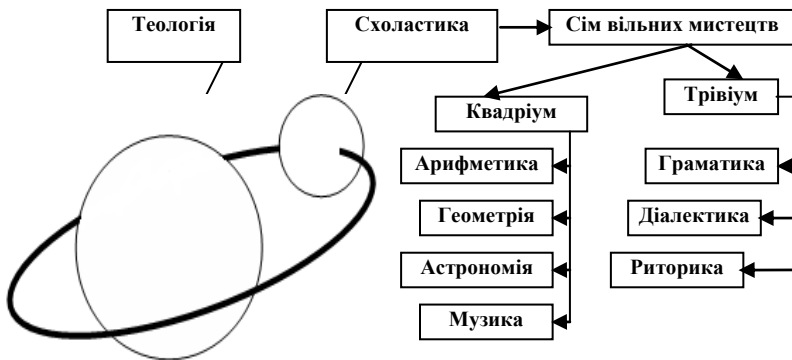 Теологія
Схоластика
Сім вільних мистецтв
Квадріум
Трівіум
Арифметика
Граматика
Геометрія
Діалектика
Астрономія
Риторика
Музика